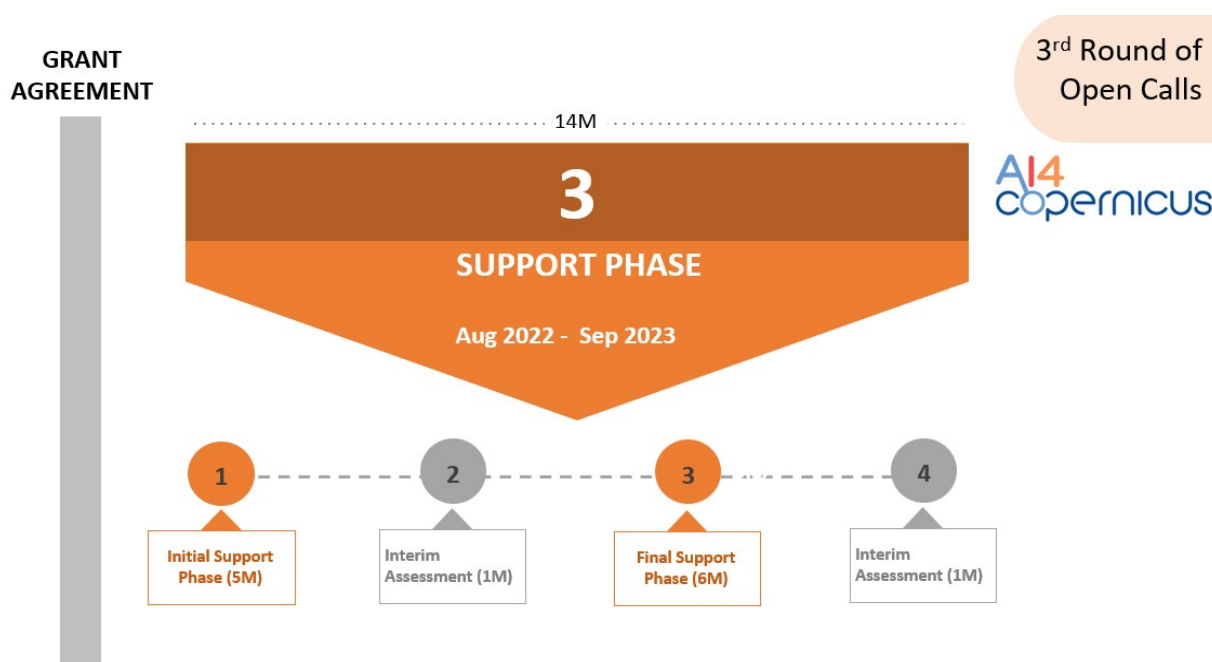 GRANT
AGREEMENT
3rd Round of
Open Calls
14M
AI4
copernicus
3
SUPPORT PHASE
Aug 2022 - Sep 2023
1
2
3
4
Initial Support
Phase (5M)
Interim
Assessment (1M)
Final Support
Phase (6M)
Interim
Assessment (1M)